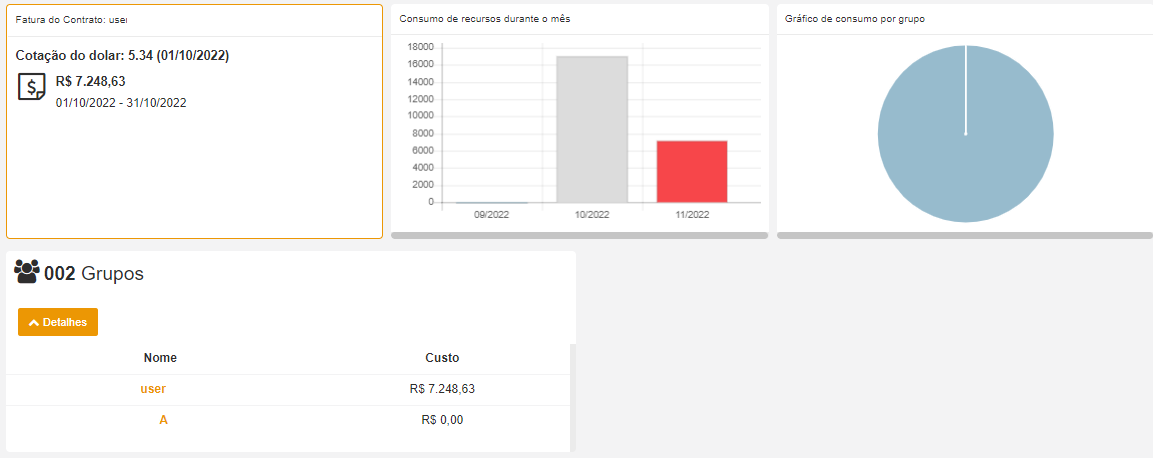 Fatura do Contrato: user
Cotação do dolar: 5.34 (01/10/2022)
R$ 7.248,63
01/10/2022 - 31/10/2022
Consumo de recursos durante o mês
18000
16000
14000
12000
10000
8000
6000
4000
2000
0
09/2022 10/2022 11/2022
Gráfico de consumo por grupo
002 Grupos
Detalhes
Nome Custo
user R$ 7.248,63
A R$ 0,00